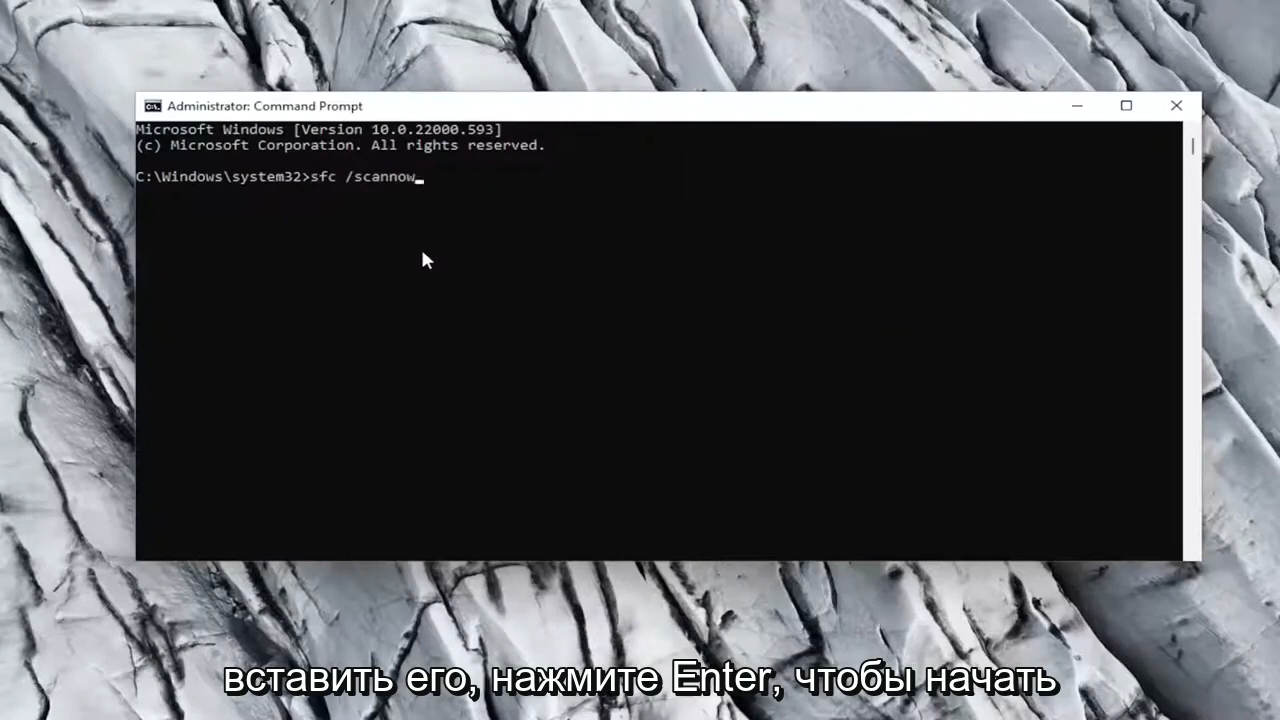 Administrator: Command Prompt
Microsoft Windows [Version 10.0.22000.593]
(c) Microsoft Corporation. All rights reserved.
C:\Windows\system32>sfc /scannow
вставить его, нажмите Enter, чтобы начать